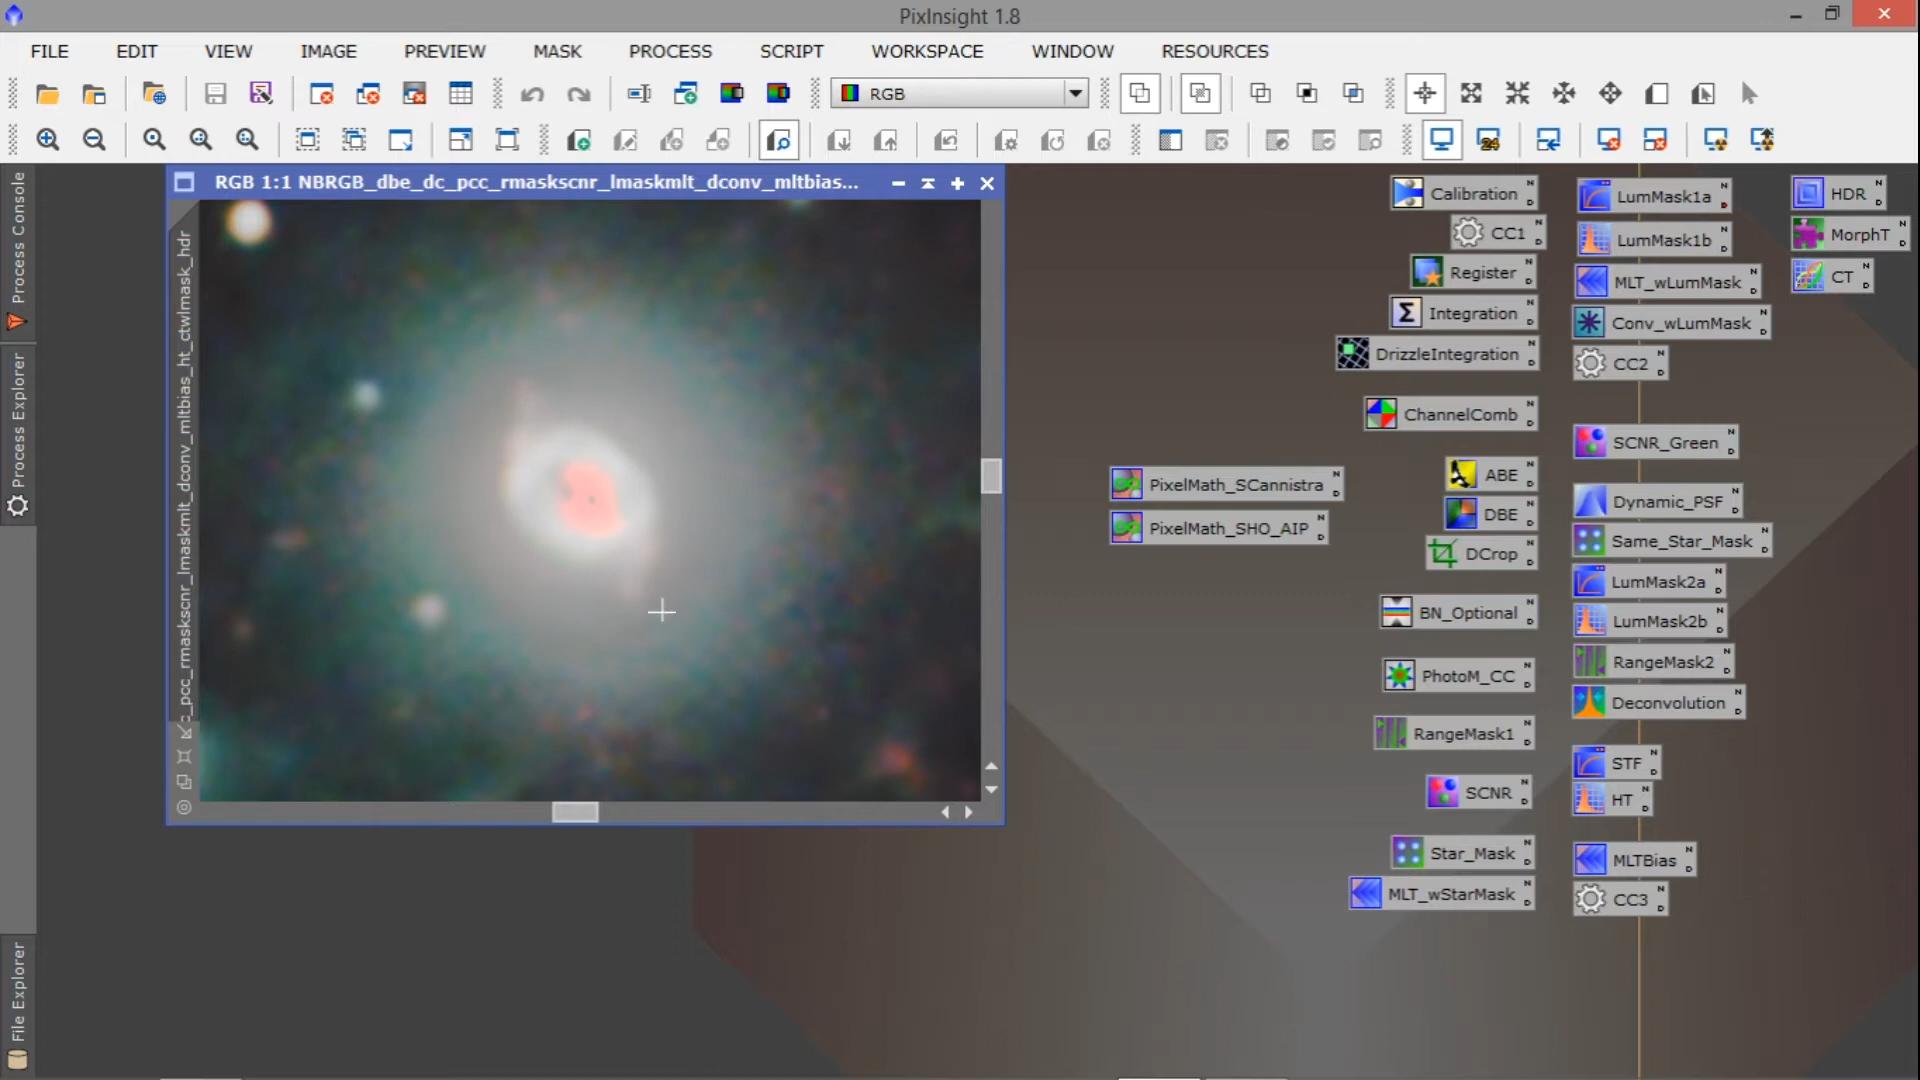 PixInsight 1.8
FILE EDIT VIEW IMAGE PREVIEW MASK PROCESS SCRIPT WORKSPACE WINDOW RESOURCES
RGB
24
Process Console
Process Explorer
File Explorer
RGB 1:1 NBRGB_dbe_dc_pcc_rmaskscnr_lmaskmlt_dconv_mltbias...
c_pcc_rmaskscnr_lmaskmlt_dconv_mltbias_ht_ctwlmask_hdr
PixelMath_SCannistra
PixelMath_SHO_AIP
Calibration
CC1
Register
Integration
DrizzleIntegration
ChannelComb
ABE
DBE
DCrop
BN_Optional
PhotoM_CC
RangeMask1
SCNR
Star_Mask
MLT_wStarMask
LumMask1a
LumMask1b
MLT_wLumMask
Conv_wLumMask
CC2
SCNR_Green
Dynamic_PSF
Same_Star_Mask
LumMask2a
LumMask2b
RangeMask2
Deconvolution
STF
HT
MLTBias
CC3
HDR
MorphT
CT